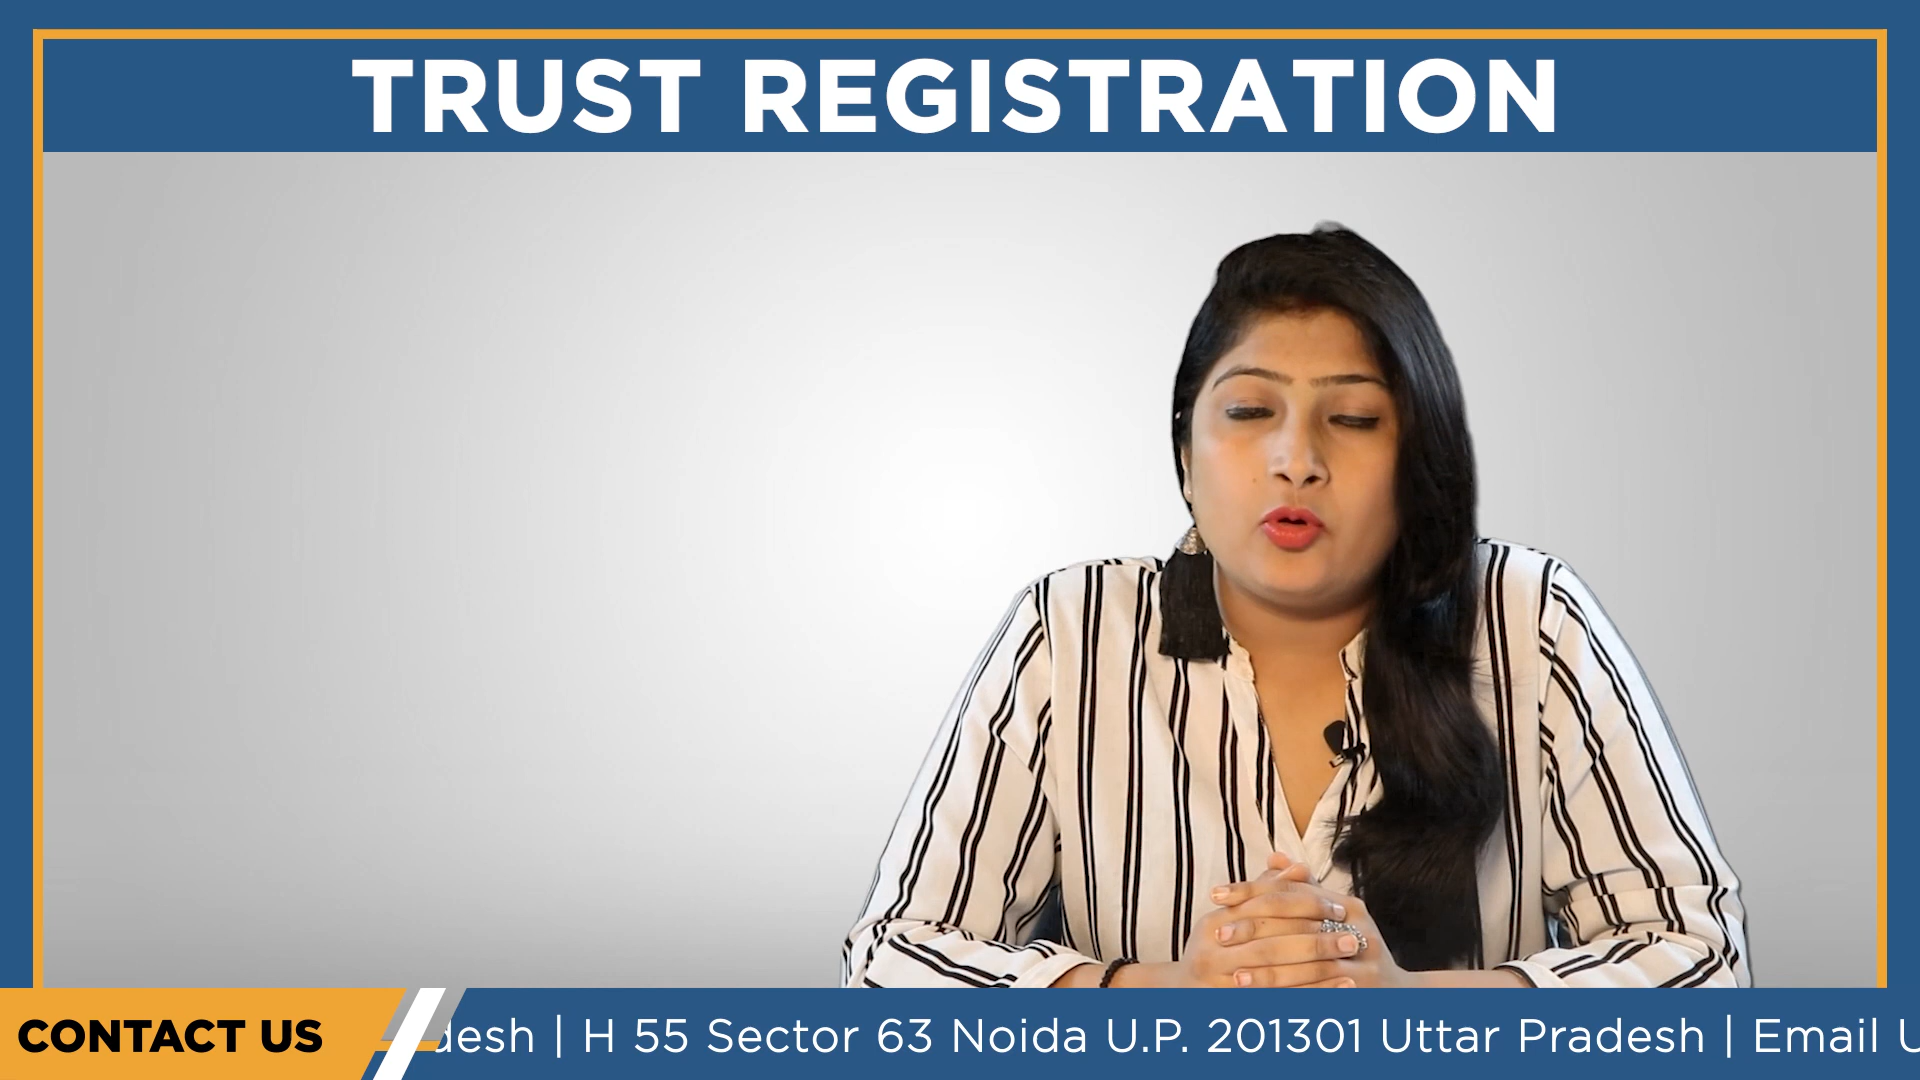 TRUST REGISTRATION
CONTACT US
desh | H 55 Sector 63 Noida U.P. 201301 Uttar Pradesh | Email